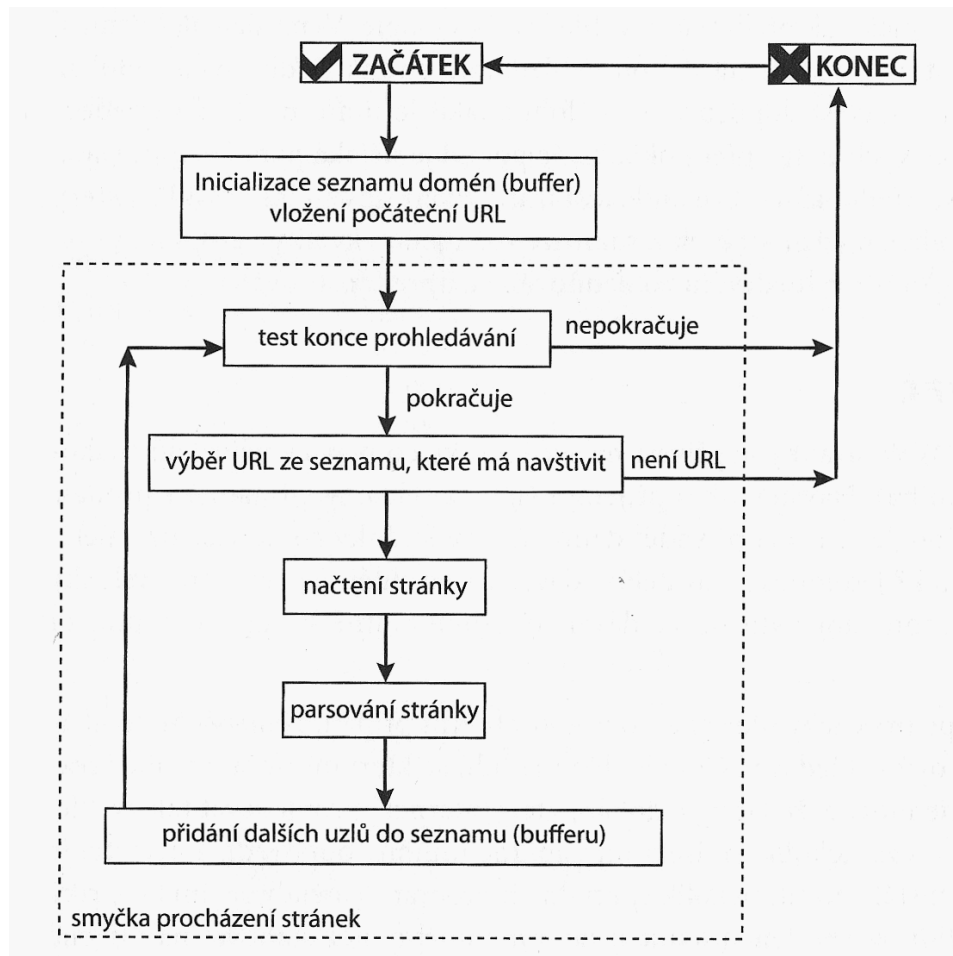 ZAČÁTEK
KONEC
Inicializace seznamu domén (buffer)
vložení počáteční URL
test konce prohledávání
nepokračuje
pokračuje
výběr URL ze seznamu, které má navštivit
není URL
načtení stránky
parsování stránky
přidání dalších uzlů do seznamu (bufferu)
smyčka procházení stránek